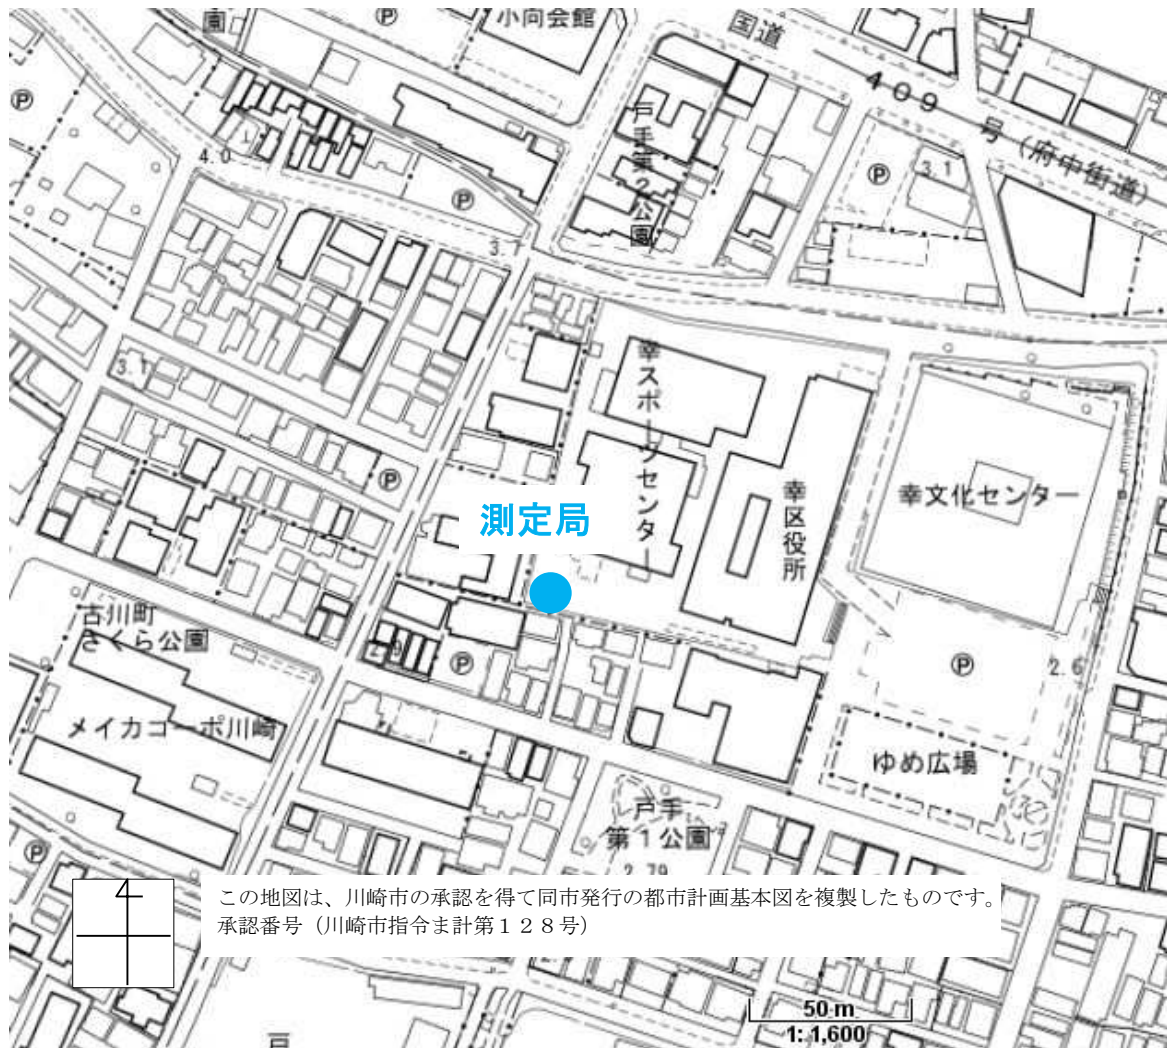 園
Ⓟ
小向会館
国道
409
号(府中街道)
Ⓟ
戸手第2公園
4.0
Ⓟ
3.1
Ⓟ
3.7
3.1
幸スポーツセンター
Ⓟ
幸区役所
幸文化センター
測定局
古川町
さくら公園
Ⓟ
Ⓟ
2.6
メイカコーポ川崎
ゆめ広場
戸手
第1公園
2.79
Ⓟ
この地図は、川崎市の承認を得て同市発行の都市計画基本図を複製したものです。
承認番号(川崎市指令ま計第128号)
50 m
1: 1,600